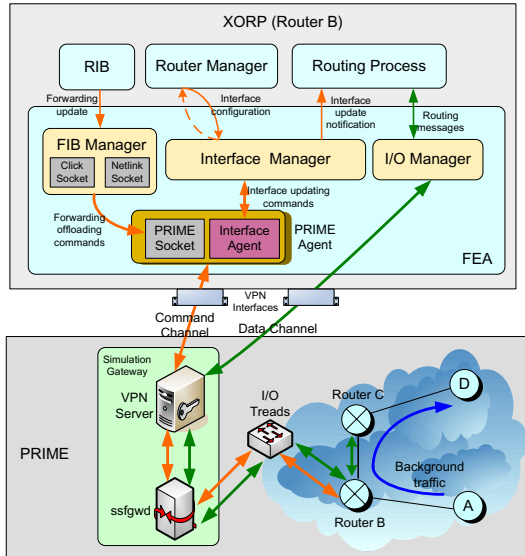 XORP (Router B)
RIB
Router Manager
Routing Process
Forwarding
update
Interface
configuration
Interface
update
notification
Routing
messages
FIB Manager
Click
Socket
Netlink
Socket
Interface Manager
I/O Manager
Interface updating
commands
Forwarding
offloading
commands
PRIME
Socket
Interface
Agent
PRIME
Agent
FEA
VPN
Interfaces
Command
Channel
Data Channel
Simulation
Gateway
VPN
Server
I/O
Treads
Router C
D
PRIME
Background
traffic
ssfgwd
Router B
A